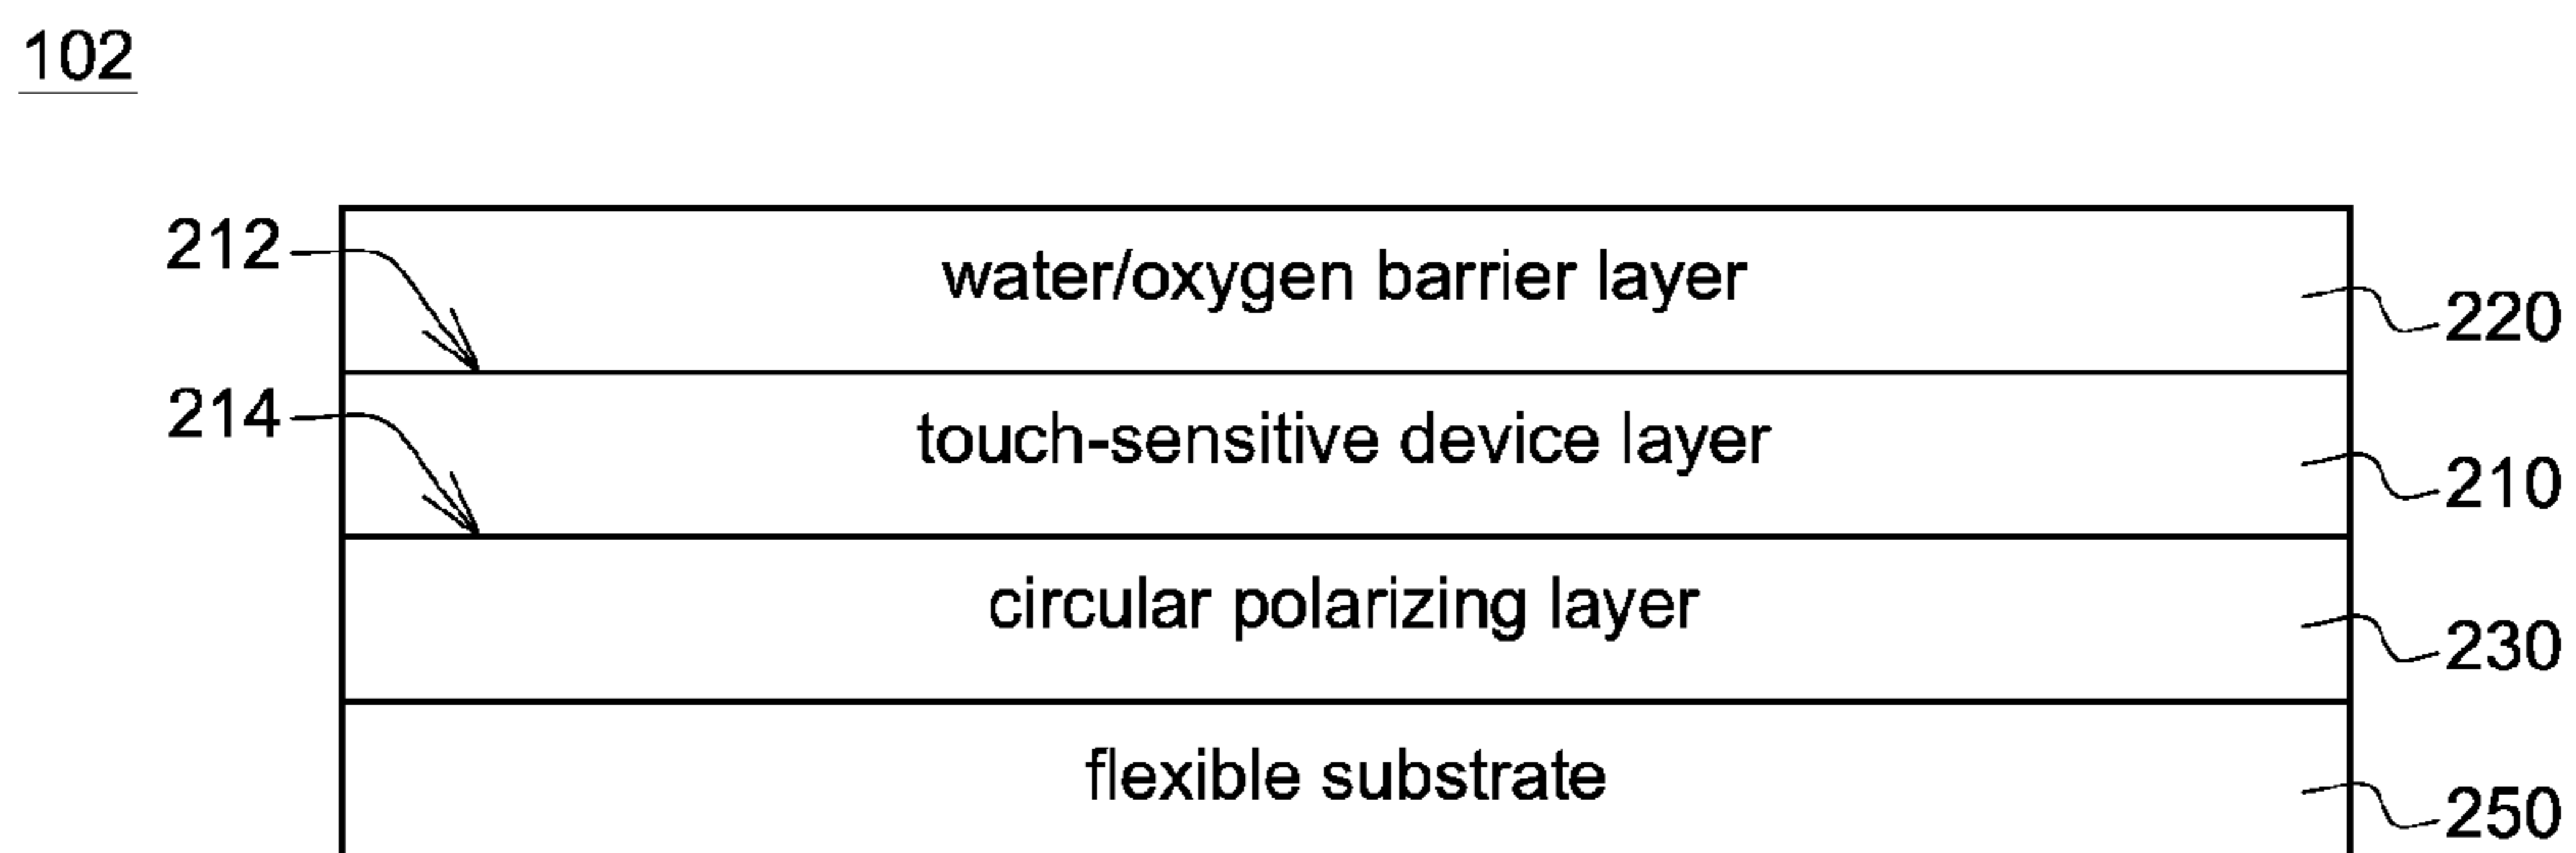 102
212
water/oxygen barrier layer
220
214
touch-sensitive device layer
210
circular polarizing layer
230
flexible substrate
250